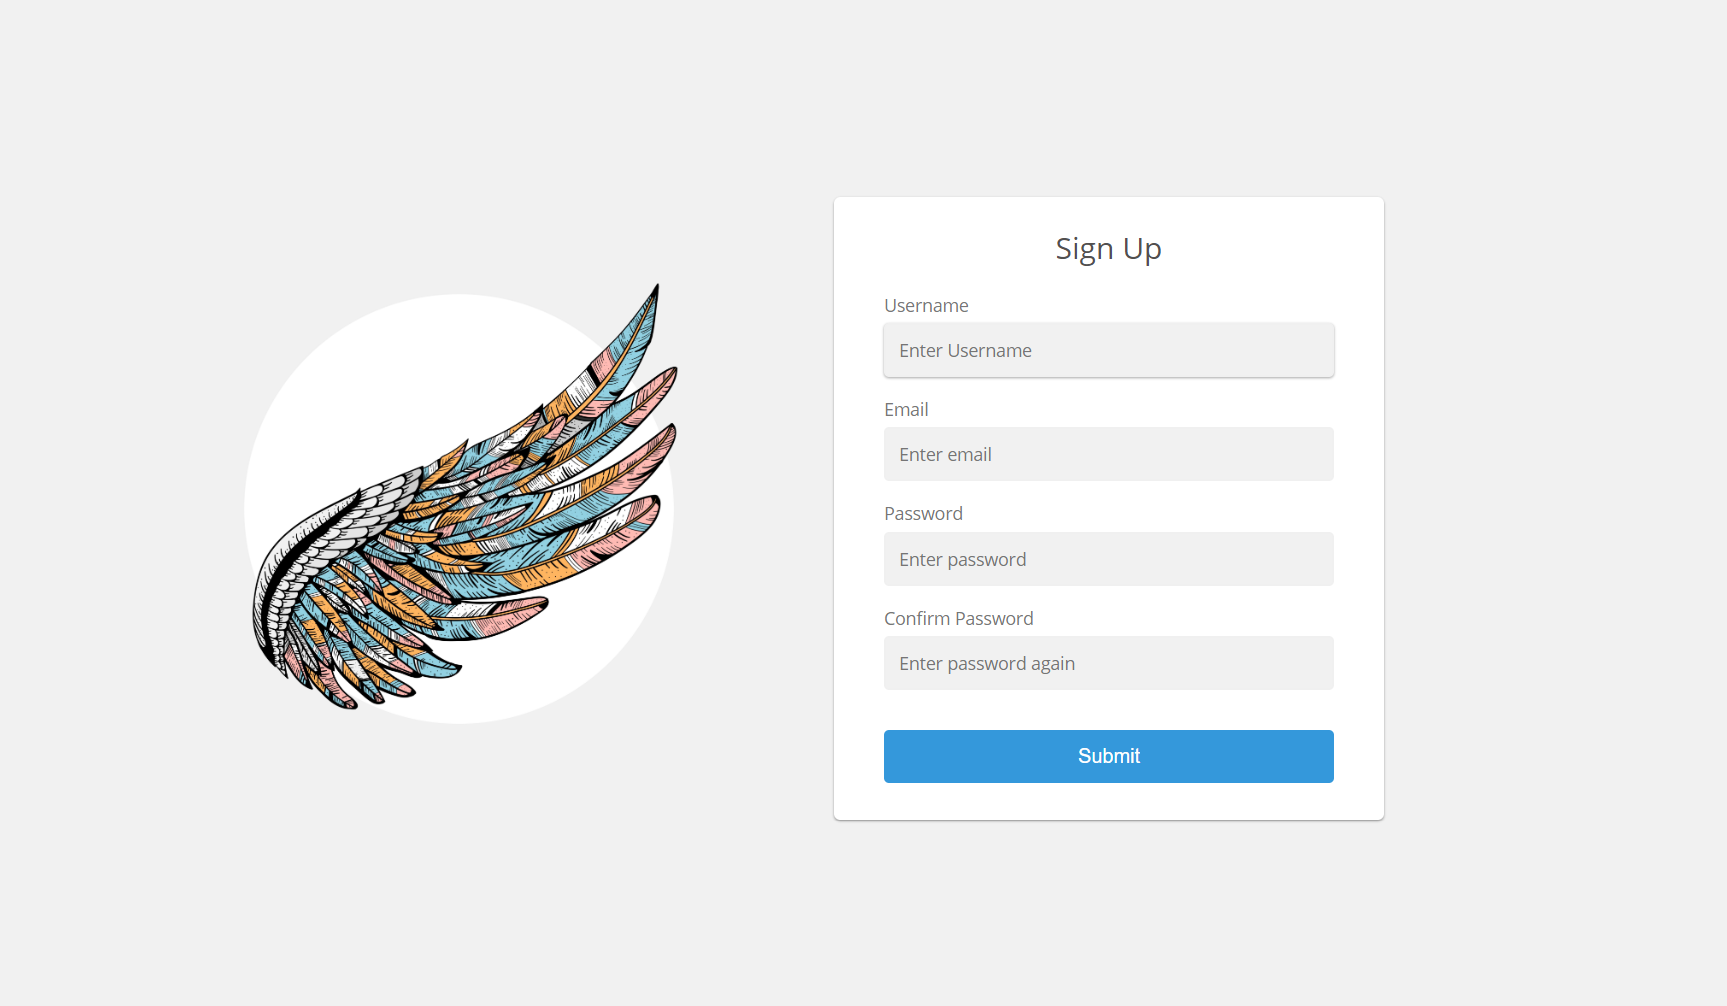 Sign Up
Username
Enter Username
Email
Enter email
Password
Enter password
Confirm Password
Enter password again
Submit